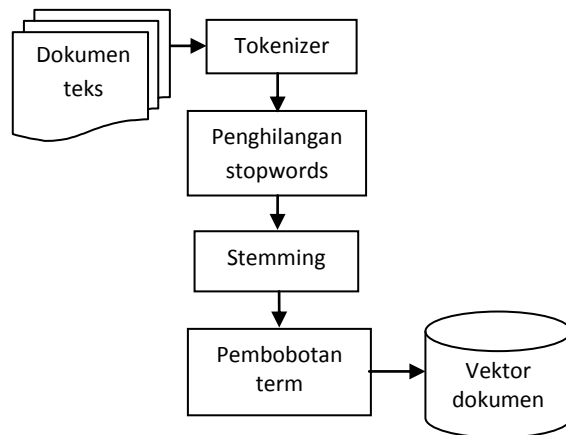 Dokumen
teks
Tokenizer
Penghilangan
stopwords
Stemming
Pembobotan
term
Vektor
dokumen